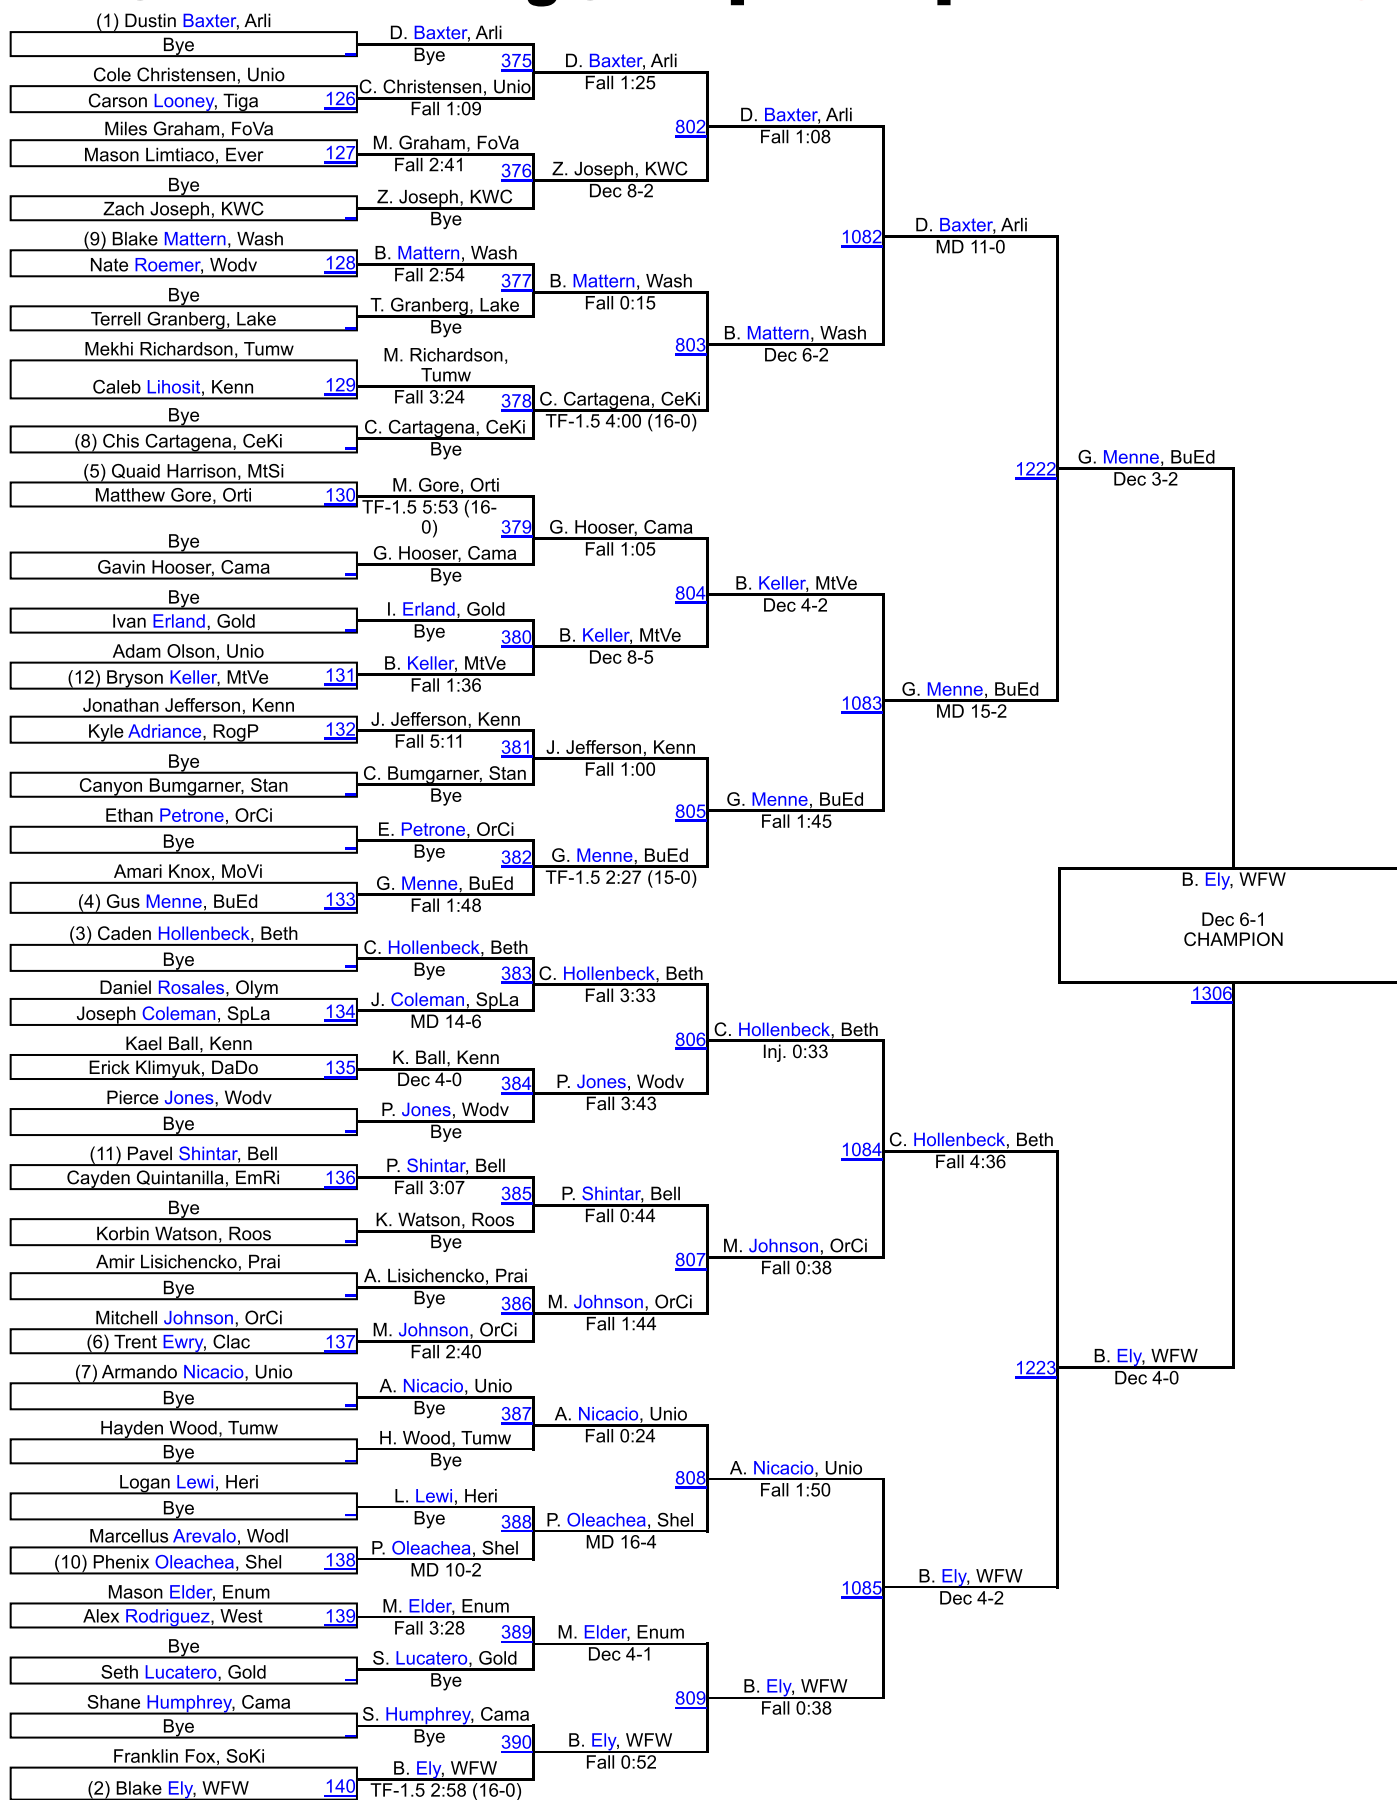 (1) Dustin Baxter, Arli
Bye
Cole Christensen, Unio
Carson Looney, Tiga 126
Miles Graham, FoVa
Mason Limtiaco, Ever 127
Bye
Zach Joseph, KWC
(9) Blake Mattern, Wash
Nate Roemer, Wodv 128
Bye
Terrell Granberg, Lake
Mekhi Richardson, Tumw
Caleb Lihosit, Kenn 129
Bye
(8) Chis Cartagena, CeKi
(5) Quaid Harrison, MtSi
Matthew Gore, Orti 130
Bye
Gavin Hooser, Cama
Bye
Ivan Erland, Gold
Adam Olson, Unio
(12) Bryson Keller, MtVe 131
Jonathan Jefferson, Kenn
Kyle Adriance, RogP 132
Bye
Canyon Bumgarner, Stan
Ethan Petrone, OrCi
Bye
Amari Knox, MoVi
(4) Gus Menne, BuEd 133
(3) Caden Hollenbeck, Beth
Bye
Daniel Rosales, Olym
Joseph Coleman, SpLa 134
Kael Ball, Kenn
Erick Klimyuk, DaDo 135
Pierce Jones, Wodv
Bye
(11) Pavel Shintar, Bell
Cayden Quintanilla, EmRi 136
Bye
Korbin Watson, Roos
Amir Lisichencko, Prai
Bye
Mitchell Johnson, OrCi
(6) Trent Ewry, Clac 137
(7) Armando Nicacio, Unio
Bye
Hayden Wood, Tumw
Bye
Logan Lewi, Heri
Bye
Marcellus Arevalo, Wodl
(10) Phenix Oleachea, Shel 138
Mason Elder, Enum
Alex Rodriguez, West 139
Bye
Seth Lucatero, Gold
Shane Humphrey, Cama
Bye
Franklin Fox, SoKi
(2) Blake Ely, WFW 140
D. Baxter, Arli
Bye
375
C. Christensen, Unio
Fall 1:09
M. Graham, FoVa
Fall 2:41
376
Z. Joseph, KWC
Bye
B. Mattern, Wash
Fall 2:54
377
T. Granberg, Lake
Bye
M. Richardson,
Tumw
Fall 3:24
378
C. Cartagena, CeKi
Bye
M. Gore, Orti
TF-1.5 5:53 (16-
0)
379
G. Hooser, Cama
Bye
I. Erland, Gold
Bye
380
B. Keller, MtVe
Fall 1:36
J. Jefferson, Kenn
Fall 5:11
381
C. Bumgarner, Stan
Bye
E. Petrone, OrCi
Bye
382
G. Menne, BuEd
Fall 1:48
C. Hollenbeck, Beth
Bye
383
J. Coleman, SpLa
MD 14-6
K. Ball, Kenn
Dec 4-0
384
P. Jones, Wodv
Bye
P. Shintar, Bell
Fall 3:07
385
K. Watson, Roos
Bye
A. Lisichencko, Prai
Bye
386
M. Johnson, OrCi
Fall 2:40
A. Nicacio, Unio
Bye
387
H. Wood, Tumw
Bye
L. Lewi, Heri
Bye
388
P. Oleachea, Shel
MD 10-2
M. Elder, Enum
Fall 3:28
389
S. Lucatero, Gold
Bye
S. Humphrey, Cama
Bye
390
B. Ely, WFW
TF-1.5 2:58 (16-0)
D. Baxter, Arli
Fall 1:25
802
Z. Joseph, KWC
Dec 8-2
B. Mattern, Wash
Fall 0:15
803
C. Cartagena, CeKi
TF-1.5 4:00 (16-0)
G. Hooser, Cama
Fall 1:05
804
B. Keller, MtVe
Dec 8-5
J. Jefferson, Kenn
Fall 1:00
805
G. Menne, BuEd
TF-1.5 2:27 (15-0)
C. Hollenbeck, Beth
Fall 3:33
806
P. Jones, Wodv
Fall 3:43
P. Shintar, Bell
Fall 0:44
807
M. Johnson, OrCi
Fall 1:44
A. Nicacio, Unio
Fall 0:24
808
P. Oleachea, Shel
MD 16-4
M. Elder, Enum
Dec 4-1
809
B. Ely, WFW
Fall 0:52
D. Baxter, Arli
Fall 1:08
1082
B. Mattern, Wash
Dec 6-2
B. Keller, MtVe
Dec 4-2
1083
G. Menne, BuEd
Fall 1:45
C. Hollenbeck, Beth
Inj. 0:33
1084
M. Johnson, OrCi
Fall 0:38
A. Nicacio, Unio
Fall 1:50
1085
B. Ely, WFW
Fall 0:38
D. Baxter, Arli
MD 11-0
1222
G. Menne, BuEd
MD 15-2
C. Hollenbeck, Beth
Fall 4:36
1223
B. Ely, WFW
Dec 4-2
G. Menne, BuEd
Dec 3-2
B. Ely, WFW
Dec 4-0
B. Ely, WFW
Dec 6-1
CHAMPION
1306